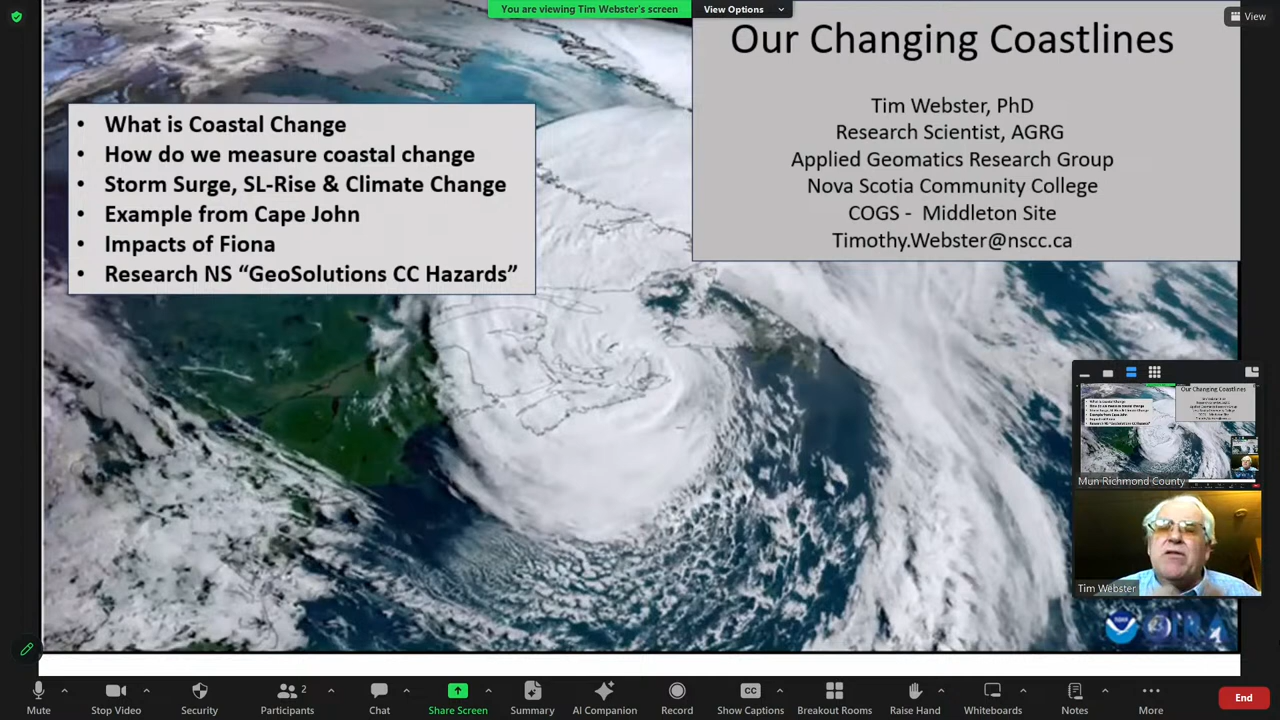 You are viewing Tim Webster's screen
View Options
View
Our Changing Coastlines
Tim Webster, PhD
Research Scientist, AGRG
Applied Geomatics Research Group
Nova Scotia Community College
COGS - Middleton Site
Timothy.Webster@nscc.ca
• What is Coastal Change
• How do we measure coastal change
• Storm Surge, SL-Rise & Climate Change
• Example from Cape John
• Impacts of Fiona
• Research NS “GeoSolutions CC Hazards”
Our Changing Coastlines
Mun Richmond County
Tim Webster
CIRA
Mute
Stop Video
Security
Participants
2
Chat
Share Screen
Summary
AI Companion
Record
CC
Show Captions
Breakout Rooms
Raise Hand
Whiteboards
Notes
More
End